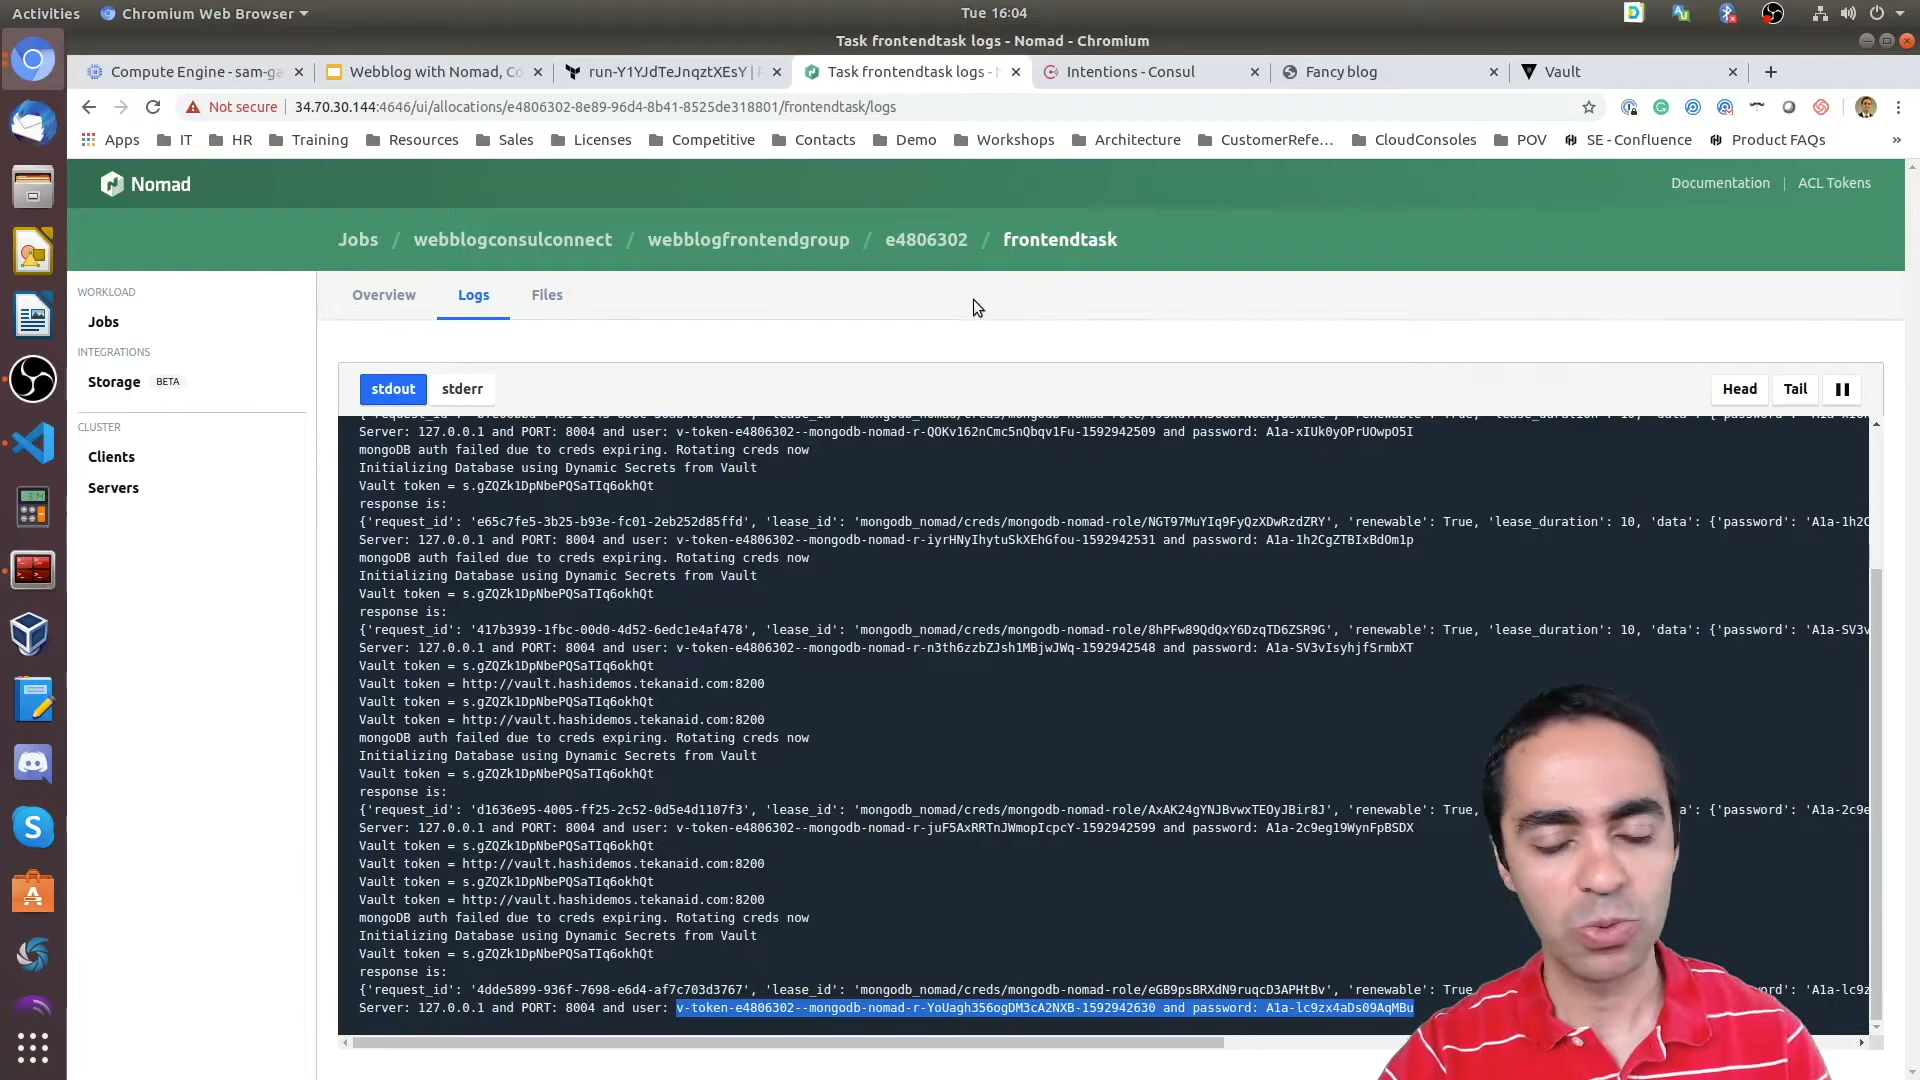 Activities
Chromium Web Browser
Tue 16:04
Task frontendtask logs - Nomad - Chromium
Compute Engine - sam-ga
Webblog with Nomad, Co
run-Y1YJdTeJnqztXEsY |
Task frontendtask logs -
Intentions - Consul
Fancy blog
Vault
Not secure
34.70.30.144:4646/ui/allocations/e4806302-8e89-96d4-8b41-8525de318801/frontendtask/logs
Apps
IT
HR
Training
Resources
Sales
Licenses
Competitive
Contacts
Demo
Workshops
Architecture
CustomerRefe…
CloudConsoles
POV
SE - Confluence
Product FAQs
»
Nomad
Documentation | ACL Tokens
Jobs / webblogconsulconnect / webblogfrontendgroup / e4806302 / frontendtask
WORKLOAD
Jobs
INTEGRATIONS
Storage BETA
CLUSTER
Clients
Servers
Overview
Logs
Files
stdout
stderr
Head
Tail
Server: 127.0.0.1 and PORT: 8004 and user: v-token-e4806302--mongodb-nomad-r-QOKv162nCmc5nQbqv1Fu-1592942509 and password: A1a-xIUk0yOPrUOwpO5I
mongoDB auth failed due to creds expiring. Rotating creds now
Initializing Database using Dynamic Secrets from Vault
Vault token = s.gZQZk1DpNbePQSaTIq6okhQt
response is:
{'request_id': 'e65c7fe5-3b25-b93e-fc01-2eb252d85ffd', 'lease_id': 'mongodb_nomad/creds/mongodb-nomad-role/NGT97MuYIq9FyQzXDwRzdZRY', 'renewable': True, 'lease_duration': 10, 'data': {'password': 'A1a-1h2C
Server: 127.0.0.1 and PORT: 8004 and user: v-token-e4806302--mongodb-nomad-r-iyrHNyIhytuSkXEhGfou-1592942531 and password: A1a-1h2CgZTBIxBdOm1p
mongoDB auth failed due to creds expiring. Rotating creds now
Initializing Database using Dynamic Secrets from Vault
Vault token = s.gZQZk1DpNbePQSaTIq6okhQt
response is:
{'request_id': '417b3939-1fbc-00d0-4d52-6edc1e4af478', 'lease_id': 'mongodb_nomad/creds/mongodb-nomad-role/8hPFw89QdQxY6DzqTD6ZSR9G', 'renewable': True, 'lease_duration': 10, 'data': {'password': 'A1a-SV3v
Server: 127.0.0.1 and PORT: 8004 and user: v-token-e4806302--mongodb-nomad-r-n3th6zzbZJsh1MBjwJWq-1592942548 and password: A1a-SV3vIsyhjfSrmbXT
Vault token = s.gZQZk1DpNbePQSaTIq6okhQt
Vault token = http://vault.hashidemos.tekanaid.com:8200
Vault token = s.gZQZk1DpNbePQSaTIq6okhQt
Vault token = http://vault.hashidemos.tekanaid.com:8200
mongoDB auth failed due to creds expiring. Rotating creds now
Initializing Database using Dynamic Secrets from Vault
Vault token = s.gZQZk1DpNbePQSaTIq6okhQt
response is:
{'request_id': 'd1636e95-4005-ff25-2c52-0d5e4d1107f3', 'lease_id': 'mongodb_nomad/creds/mongodb-nomad-role/AxAK24gYNJBvwxTEOyJBir8J', 'renewable': True, a': {'password': 'A1a-2c9e
Server: 127.0.0.1 and PORT: 8004 and user: v-token-e4806302--mongodb-nomad-r-juF5AxRRTnJWmopIcpcY-1592942599 and password: A1a-2c9eg19WynFpBSDX
Vault token = s.gZQZk1DpNbePQSaTIq6okhQt
Vault token = http://vault.hashidemos.tekanaid.com:8200
Vault token = s.gZQZk1DpNbePQSaTIq6okhQt
Vault token = http://vault.hashidemos.tekanaid.com:8200
mongoDB auth failed due to creds expiring. Rotating creds now
Initializing Database using Dynamic Secrets from Vault
Vault token = s.gZQZk1DpNbePQSaTIq6okhQt
response is:
{'request_id': '4dde5899-936f-7698-e6d4-af7c703d3767', 'lease_id': 'mongodb_nomad/creds/mongodb-nomad-role/eGB9psBRXdN9ruqcD3APHtBv', 'renewable': True 'A1a-lc9z
Server: 127.0.0.1 and PORT: 8004 and user: v-token-e4806302--mongodb-nomad-r-YoUagh356ogDM3cA2NXB-1592942630 and password: A1a-lc9zx4aDs09AqMBu